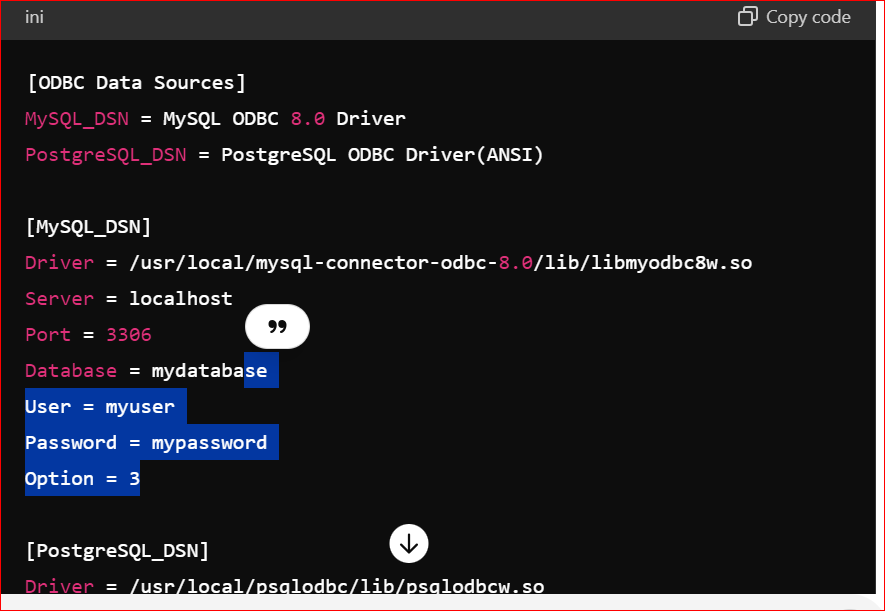 ini
Copy code
[ODBC Data Sources]
MySQL_DSN = MySQL ODBC 8.0 Driver
PostgreSQL_DSN = PostgreSQL ODBC Driver(ANSI)
[MySQL_DSN]
Driver = /usr/local/mysql-connector-odbc-8.0/lib/libmyodbc8w.so
Server = localhost
Port = 3306
Database = mydatabase
User = myuser
Password = mypassword
Option = 3
[PostgreSQL_DSN]
Driver = /usr/local/psqlodbc/lib/psqlodbcw.so